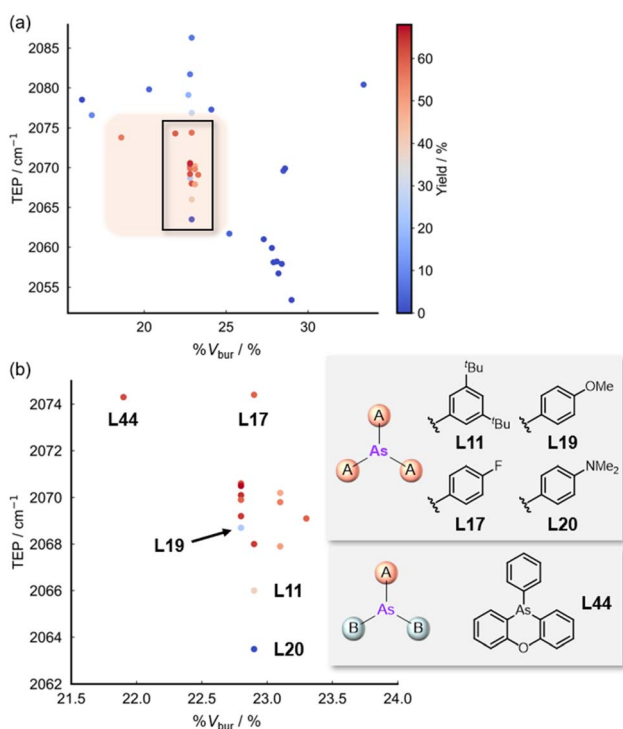 (a)
TEP / cm⁻¹
2085
2080
2075
2070
2065
2060
2055
20
25
30
%Vbur / %
Yield / %
60
50
40
30
20
10
0
(b)
TEP / cm⁻¹
2074
2072
2070
2068
2066
2064
2062
L44
L17
L19
L11
L20
21.5
22.0
22.5
23.0
23.5
24.0
%Vbur / %
A
As
A A
ᵗBu
ᵗBu
L11
OMe
L19
F
L17
NMe₂
L20
A
As
B B
As
O
L44